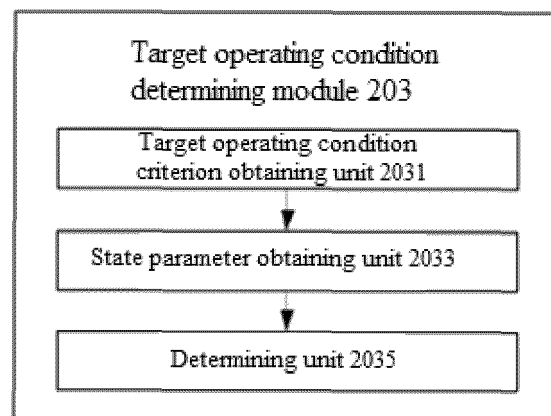 Target operating condition
determining module 203
Target operating condition
criterion obtaining unit 2031
State parameter obtaining unit 2033
Determining unit 2035